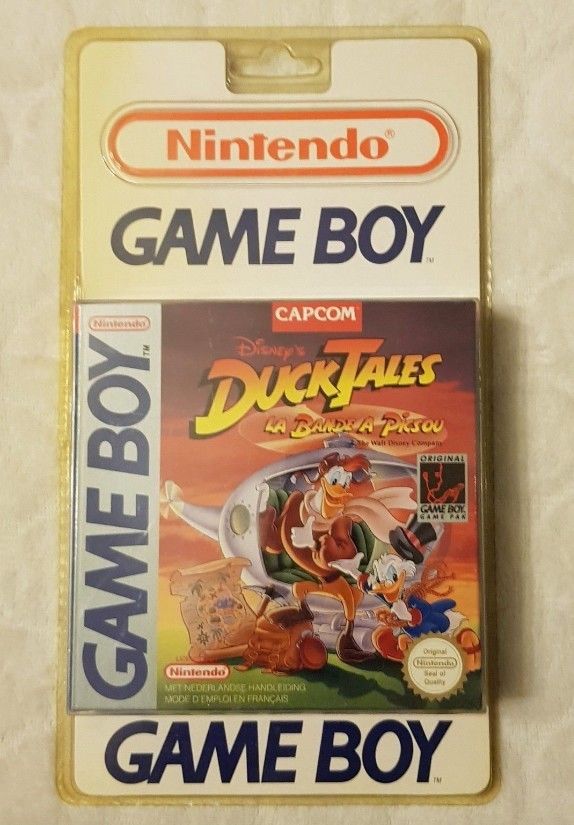 Nintendo®
GAME BOY™
Nintendo
GAME BOY™
CAPCOM
Disney's
DUCKTALES
LA BANDE A PICSOU
© The Walt Disney Company
ORIGINAL
GAME BOY
GAME PAK
Nintendo
MET NEDERLANDSE HANDLEIDING
MODE D'EMPLOI EN FRANÇAIS
Original
Nintendo
Seal of
Quality
GAME BOY™